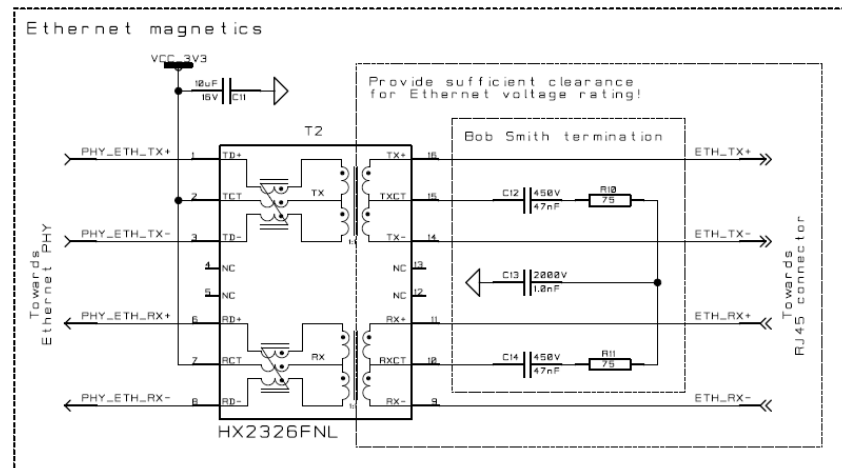 Ethernet magnetics
VCC_3V3
10uF
16V
C11
Provide sufficient clearance
for Ethernet voltage rating!
T2
Bob Smith termination
PHY_ETH_TX+
1
TD+
TX+
16
ETH_TX+
2
TCT
TX
TXCT
15
C12
450V
47nF
R10
75
PHY_ETH_TX-
3
TD-
TX-
14
ETH_TX-
4
NC
NC
13
C13
2000V
1.0nF
5
NC
NC
12
Towards
Ethernet PHY
Towards
RJ45 connector
PHY_ETH_RX+
6
RD+
RX+
11
ETH_RX+
7
RCT
RX
RXCT
10
C14
450V
47nF
R11
75
PHY_ETH_RX-
8
RD-
RX-
9
ETH_RX-
HX2326FNL